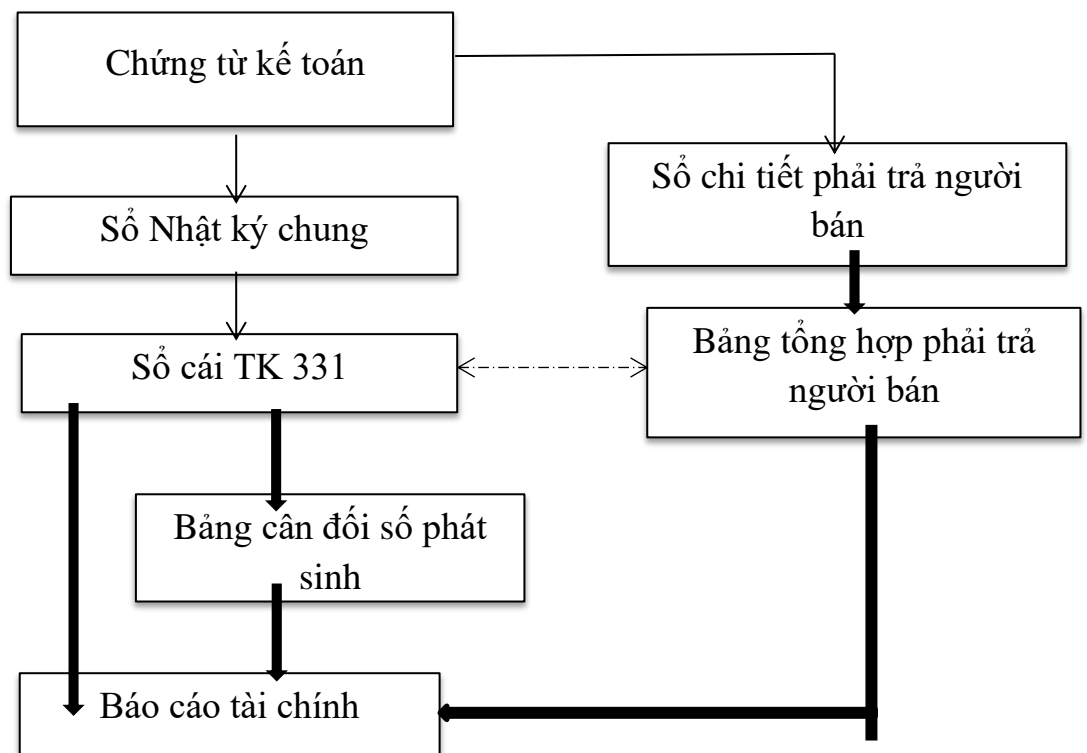 Chứng từ kế toán
Sổ chi tiết phải trả người
bán
Sổ Nhật ký chung
Bảng tổng hợp phải trả
người bán
Sổ cái TK 331
Bảng cân đối số phát
sinh
Báo cáo tài chính